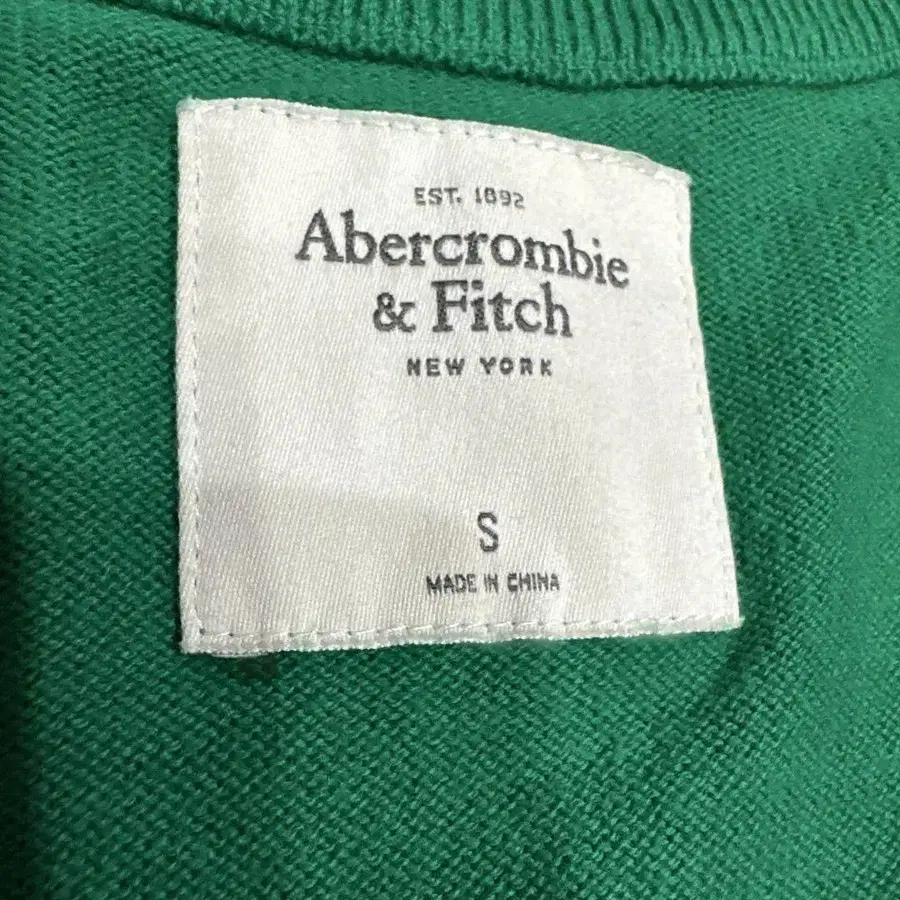 EST. 1892
Abercrombie
& Fitch
NEW YORK
S
MADE IN CHINA